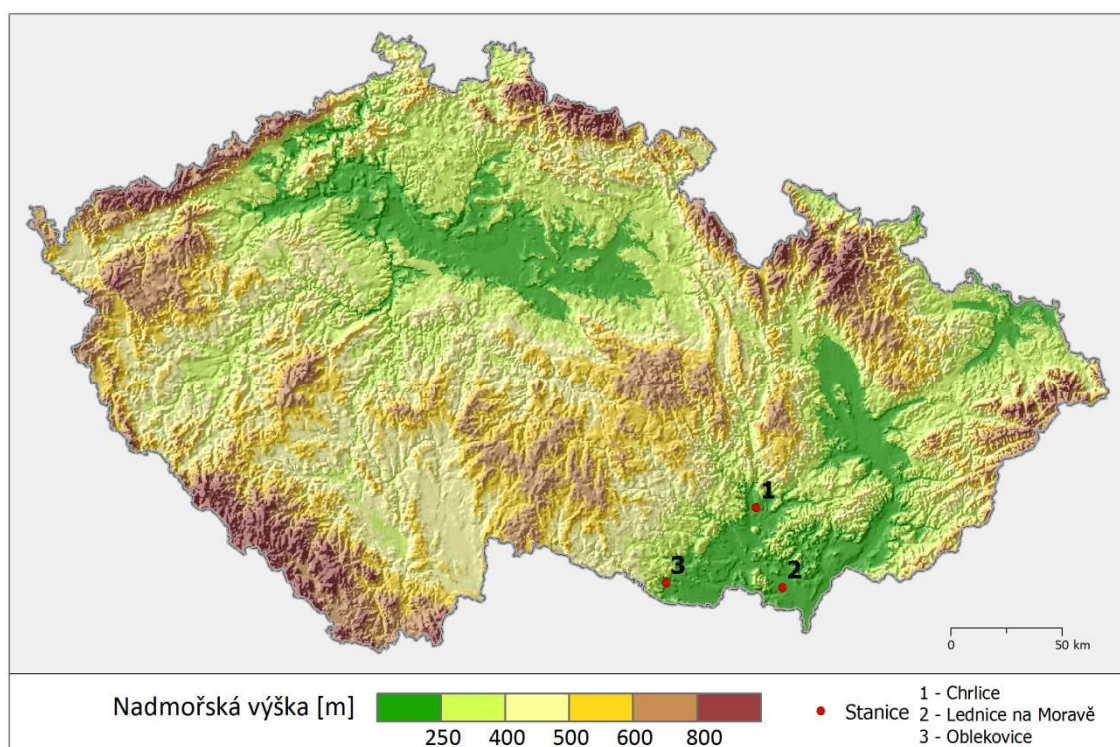 1
3
2
0 50 km
Nadmořská výška [m]
250 400 500 600 800
Stanice
1 - Chrlice
2 - Lednice na Moravě
3 - Oblekovice